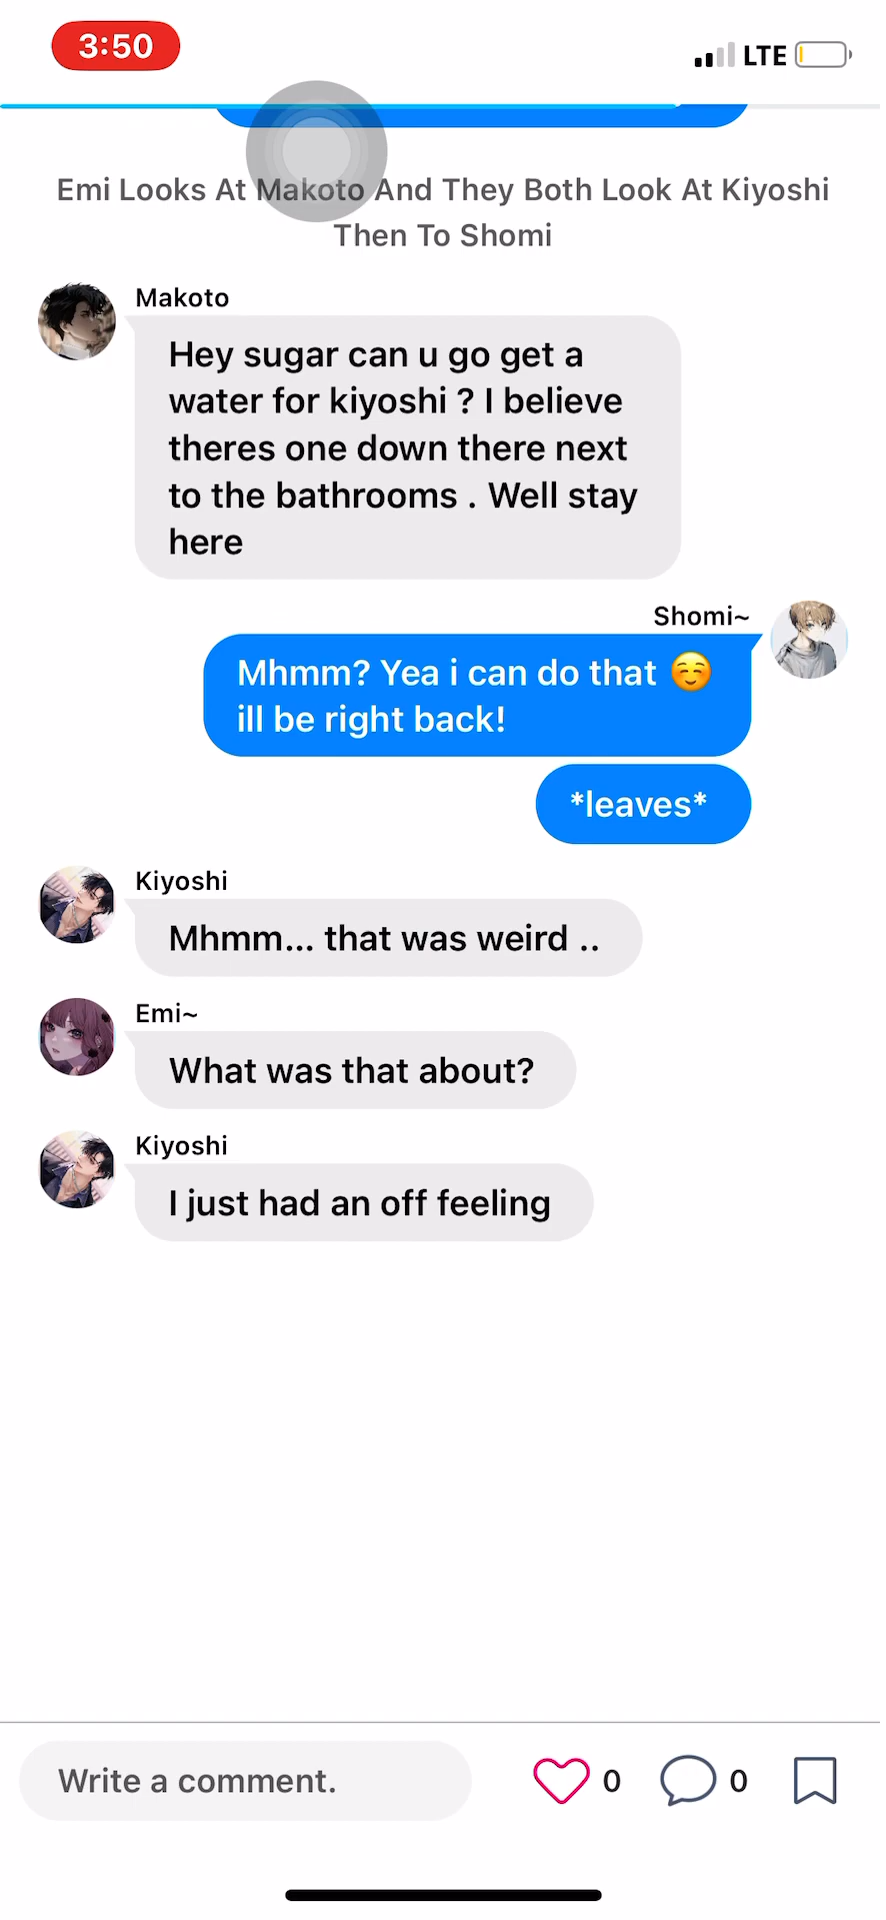 3:50
LTE
Emi Looks At Makoto And They Both Look At Kiyoshi
Then To Shomi
Makoto
Hey sugar can u go get a
water for kiyoshi ? I believe
theres one down there next
to the bathrooms . Well stay
here
Shomi~
Mhmm? Yea i can do that ☺️
ill be right back!
*leaves*
Kiyoshi
Mhmm... that was weird ..
Emi~
What was that about?
Kiyoshi
I just had an off feeling
Write a comment.
0
0